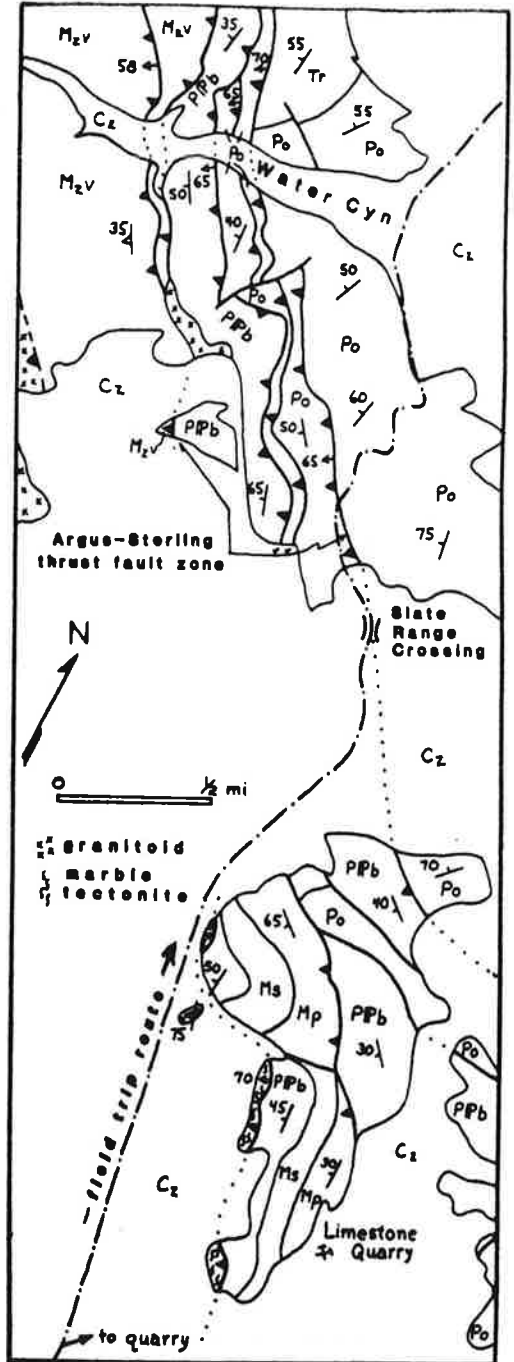 Mzv
Mzv
35
55
58
70
Tr
PIPb
65
55
Cz
Po
Po
Po
Water Cyn
Mzv
50
65
35
40
50
Cz
Po
PIPb
Po
Cz
Po
60
50
PIPb
Mzv
65
Po
65
75
Argus-Sterling
thrust fault zone
N
Slate
Range
Crossing
0
1/2 mi
Cz
granitoid
marble
tectonite
PIPb
70
Po
40
65
Po
50
Ms
Mp
PIPb
30
field trip route
75
Po
PIPb
70
PIPb
45
Cz
Ms
30
Mp
Cz
Limestone
Quarry
Po
to quarry